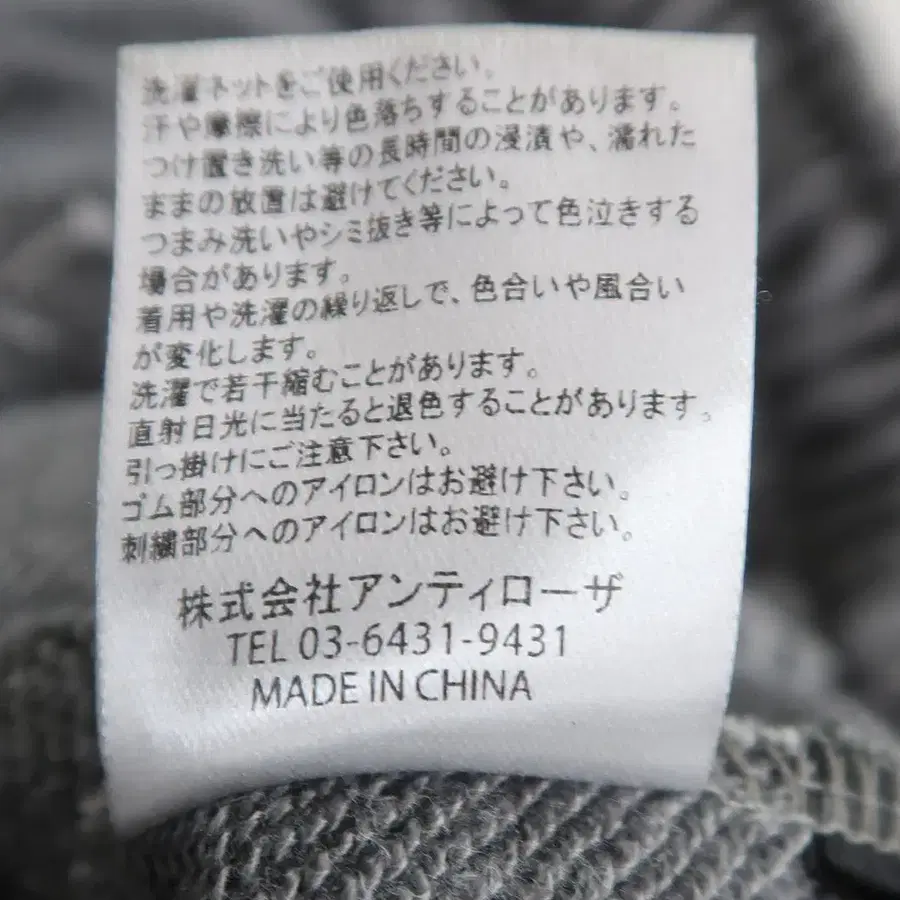 洗濯ネットをご使用ください。
汗や摩擦により色落ちすることがあります。
つけ置き洗い等の長時間の浸漬や、濡れた
ままの放置は避けてください。
つまみ洗いやシミ抜き等によって色泣きする
場合があります。
着用や洗濯の繰り返しで、色合いや風合い
が変化します。
洗濯で若干縮むことがあります。
直射日光に当たると退色することがあります。
引っ掛けにご注意下さい。
ゴム部分へのアイロンはお避け下さい。
刺繍部分へのアイロンはお避け下さい。
株式会社アンティローザ
TEL 03-6431-9431
MADE IN CHINA